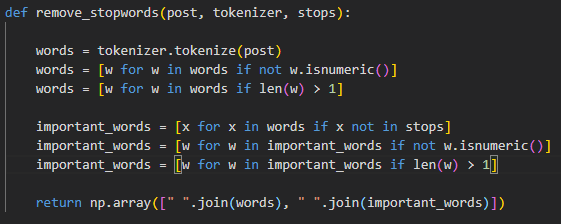 def remove_stopwords(post, tokenizer, stops):
words = tokenizer.tokenize(post)
words = [w for w in words if not w.isnumeric()]
words = [w for w in words if len(w) > 1]
important_words = [x for x in words if x not in stops]
important_words = [w for w in important_words if not w.isnumeric()]
important_words = [w for w in important_words if len(w) > 1]
return np.array([" ".join(words), " ".join(important_words)])